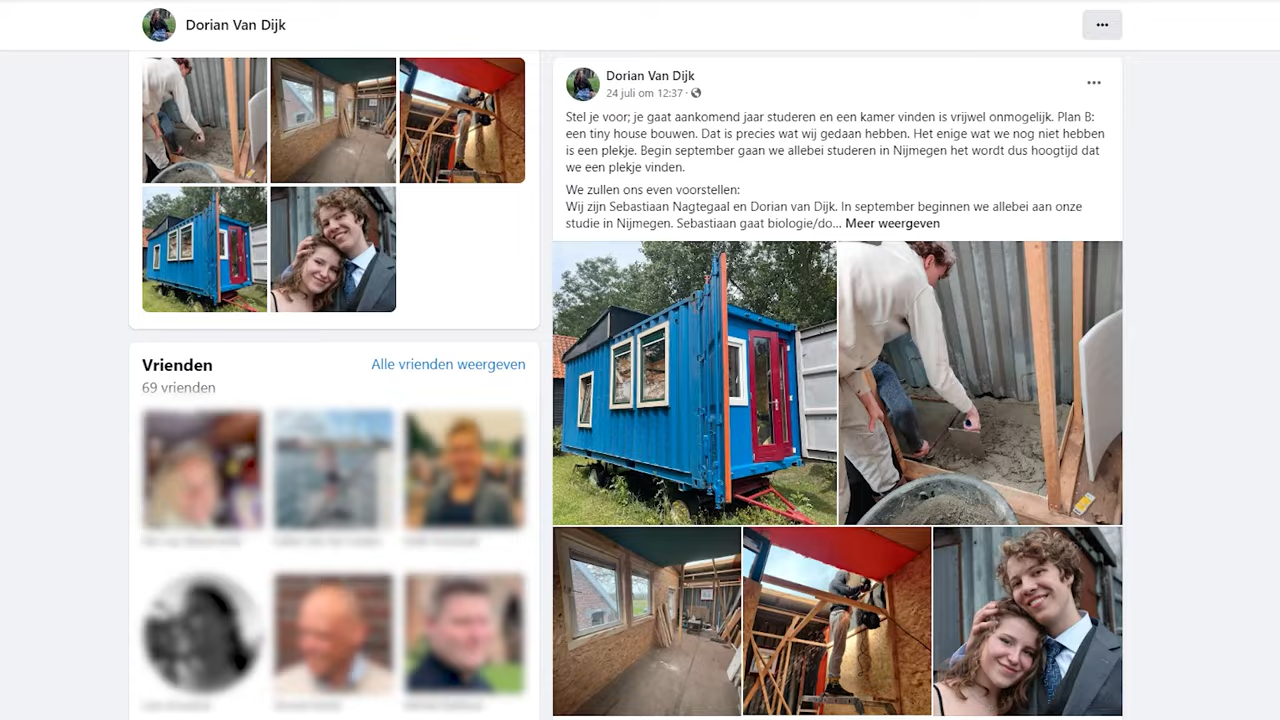 Dorian Van Dijk
Dorian Van Dijk
24 juli om 12:37
Stel je voor; je gaat aankomend jaar studeren en een kamer vinden is vrijwel onmogelijk. Plan B:
een tiny house bouwen. Dat is precies wat wij gedaan hebben. Het enige wat we nog niet hebben
is een plekje. Begin september gaan we allebei studeren in Nijmegen het wordt dus hoogtijd dat
we een plekje vinden.
We zullen ons even voorstellen:
Wij zijn Sebastiaan Nagtegaal en Dorian van Dijk. In september beginnen we allebei aan onze
studie in Nijmegen. Sebastiaan gaat biologie/do... Meer weergeven
Vrienden
Alle vrienden weergeven
69 vrienden